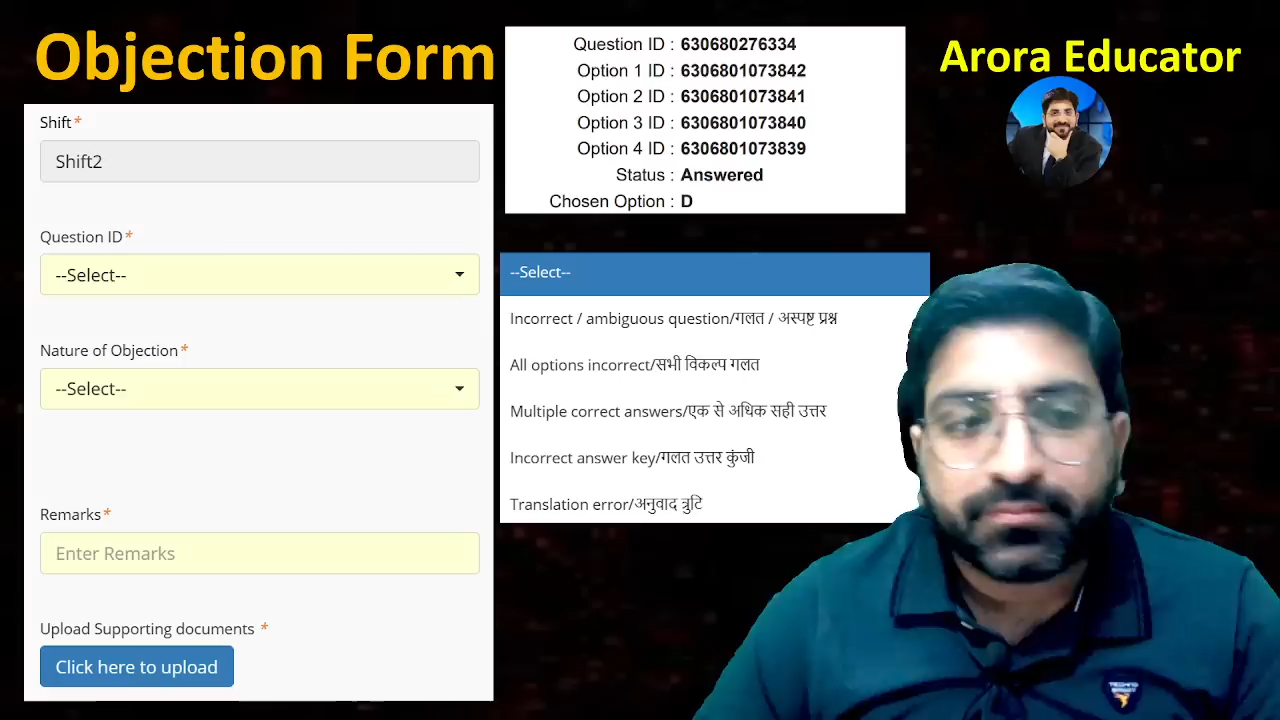 Objection Form
Shift*
Shift2
Question ID*
--Select--
Nature of Objection*
--Select--
Remarks*
Enter Remarks
Upload Supporting documents *
Click here to upload
Question ID : 630680276334
Option 1 ID : 6306801073842
Option 2 ID : 6306801073841
Option 3 ID : 6306801073840
Option 4 ID : 6306801073839
Status : Answered
Chosen Option : D
--Select--
Incorrect / ambiguous question/गलत / अस्पष्ट प्रश्न
All options incorrect/सभी विकल्प गलत
Multiple correct answers/एक से अधिक सही उत्तर
Incorrect answer key/गलत उत्तर कुंजी
Translation error/अनुवाद त्रुटि
Arora Educator